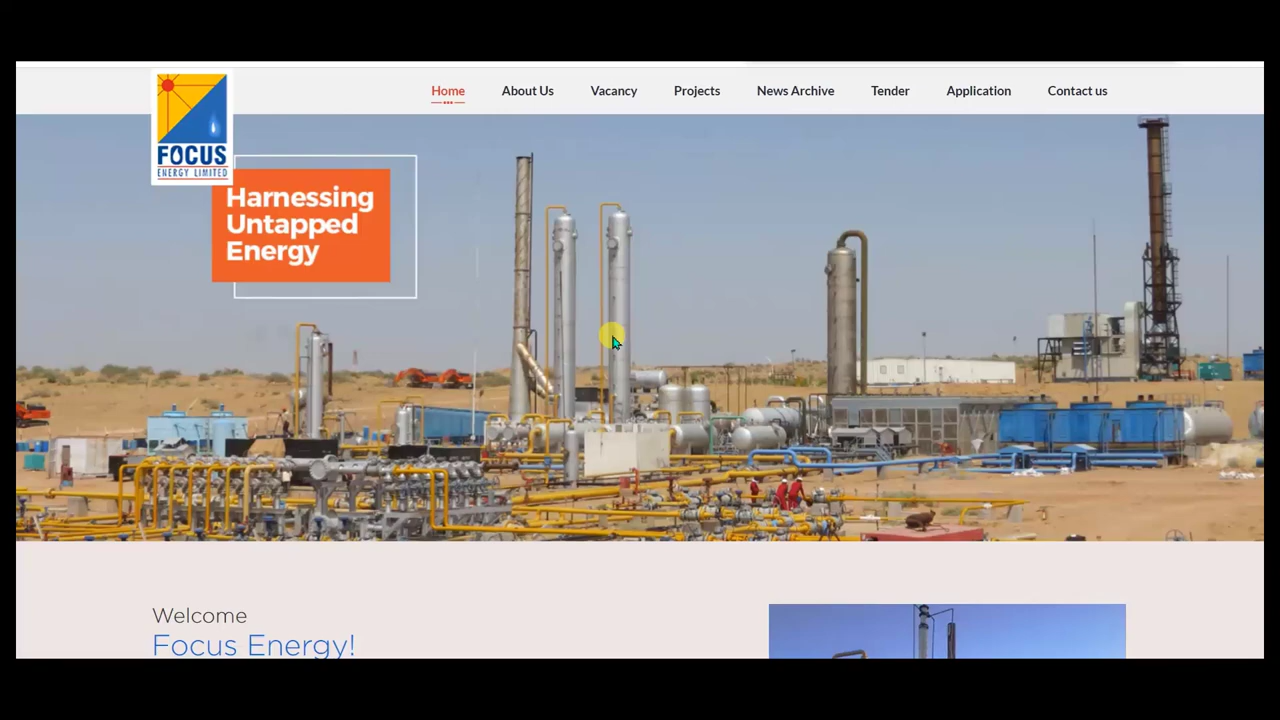 Home About Us Vacancy Projects News Archive Tender Application Contact us
FOCUS
ENERGY LIMITED
Harnessing
Untapped
Energy
Welcome
Focus Energy!